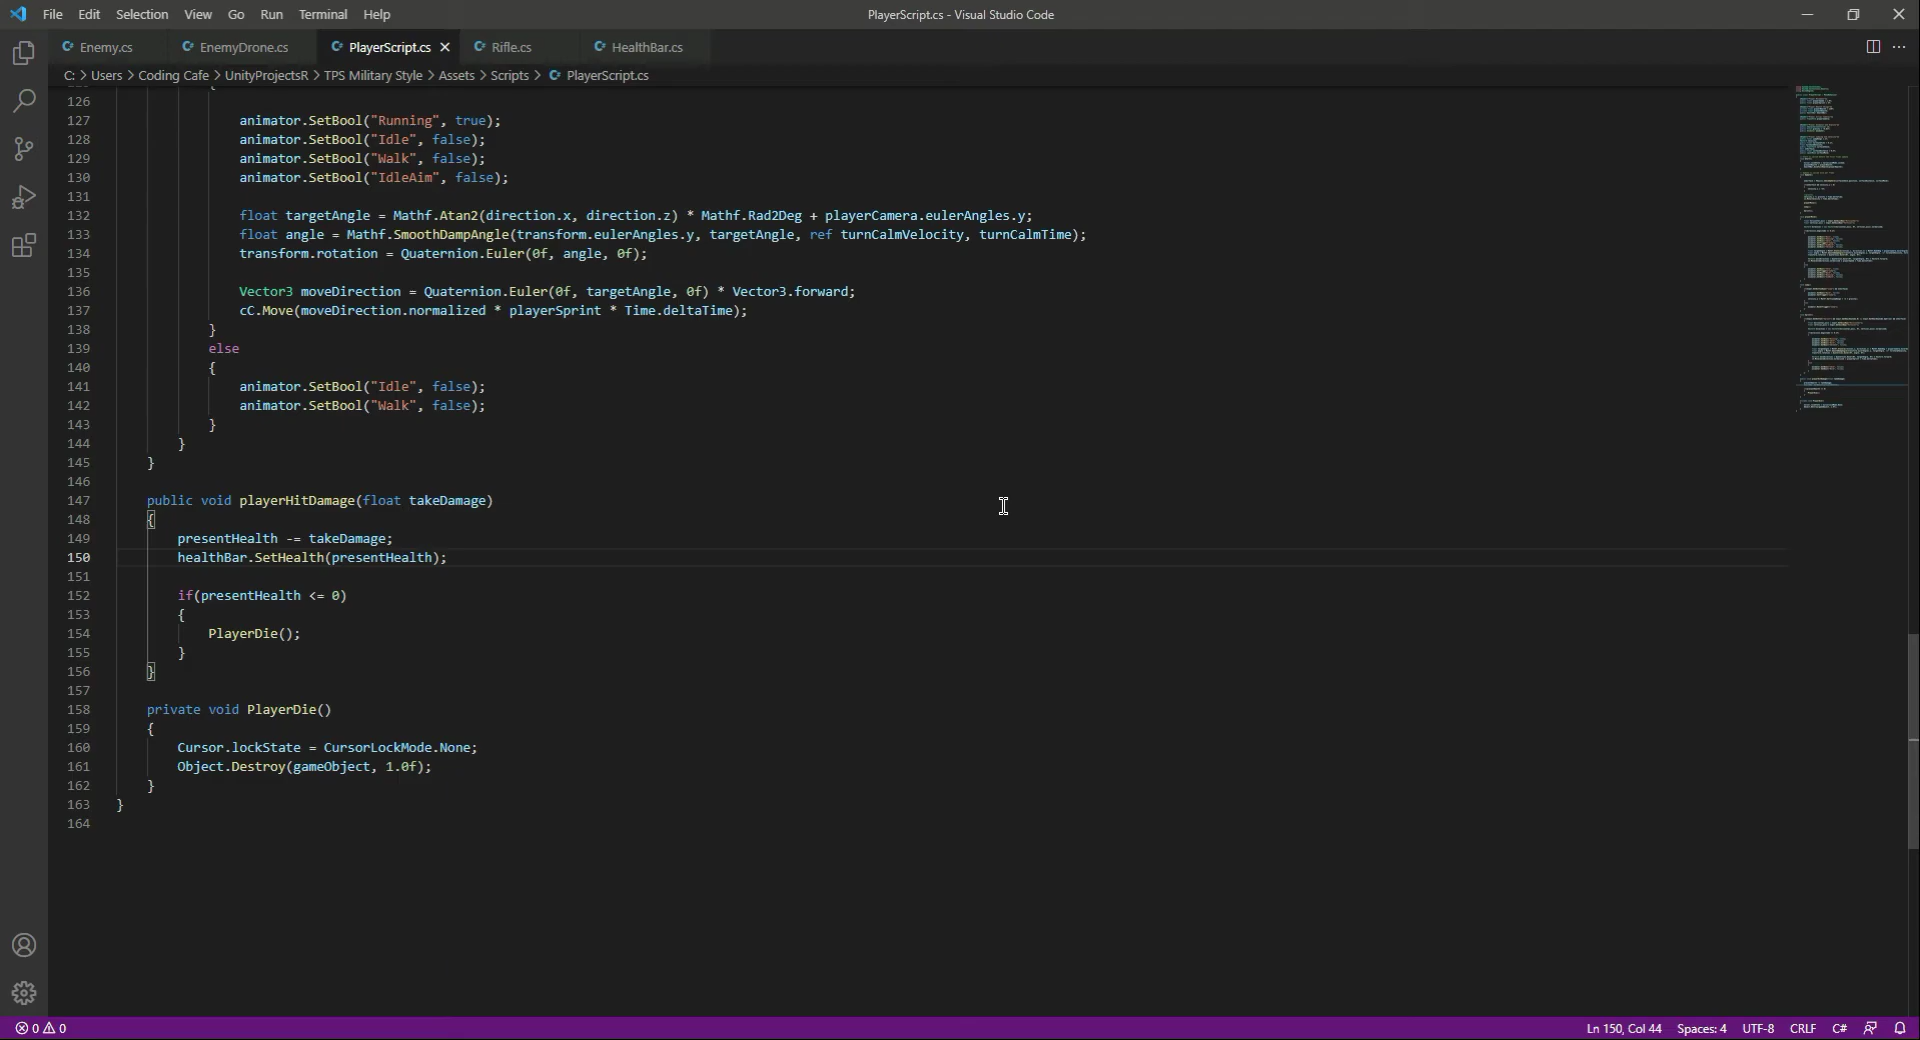 File Edit Selection View Go Run Terminal Help
PlayerScript.cs - Visual Studio Code
Enemy.cs EnemyDrone.cs PlayerScript.cs Rifle.cs HealthBar.cs
C: > Users > Coding Cafe > UnityProjectsR > TPS Military Style > Assets > Scripts > PlayerScript.cs
126
127 animator.SetBool("Running", true);
128 animator.SetBool("Idle", false);
129 animator.SetBool("Walk", false);
130 animator.SetBool("IdleAim", false);
131
132 float targetAngle = Mathf.Atan2(direction.x, direction.z) * Mathf.Rad2Deg + playerCamera.eulerAngles.y;
133 float angle = Mathf.SmoothDampAngle(transform.eulerAngles.y, targetAngle, ref turnCalmVelocity, turnCalmTime);
134 transform.rotation = Quaternion.Euler(0f, angle, 0f);
135
136 Vector3 moveDirection = Quaternion.Euler(0f, targetAngle, 0f) * Vector3.forward;
137 cC.Move(moveDirection.normalized * playerSprint * Time.deltaTime);
138 }
139 else
140 {
141 animator.SetBool("Idle", false);
142 animator.SetBool("Walk", false);
143 }
144 }
145 }
146
147 public void playerHitDamage(float takeDamage)
148 {
149 presentHealth -= takeDamage;
150 healthBar.SetHealth(presentHealth);
151
152 if(presentHealth <= 0)
153 {
154 PlayerDie();
155 }
156 }
157
158 private void PlayerDie()
159 {
160 Cursor.lockState = CursorLockMode.None;
161 Object.Destroy(gameObject, 1.0f);
162 }
163 }
164
0 0 Ln 150, Col 44 Spaces: 4 UTF-8 CRLF C#